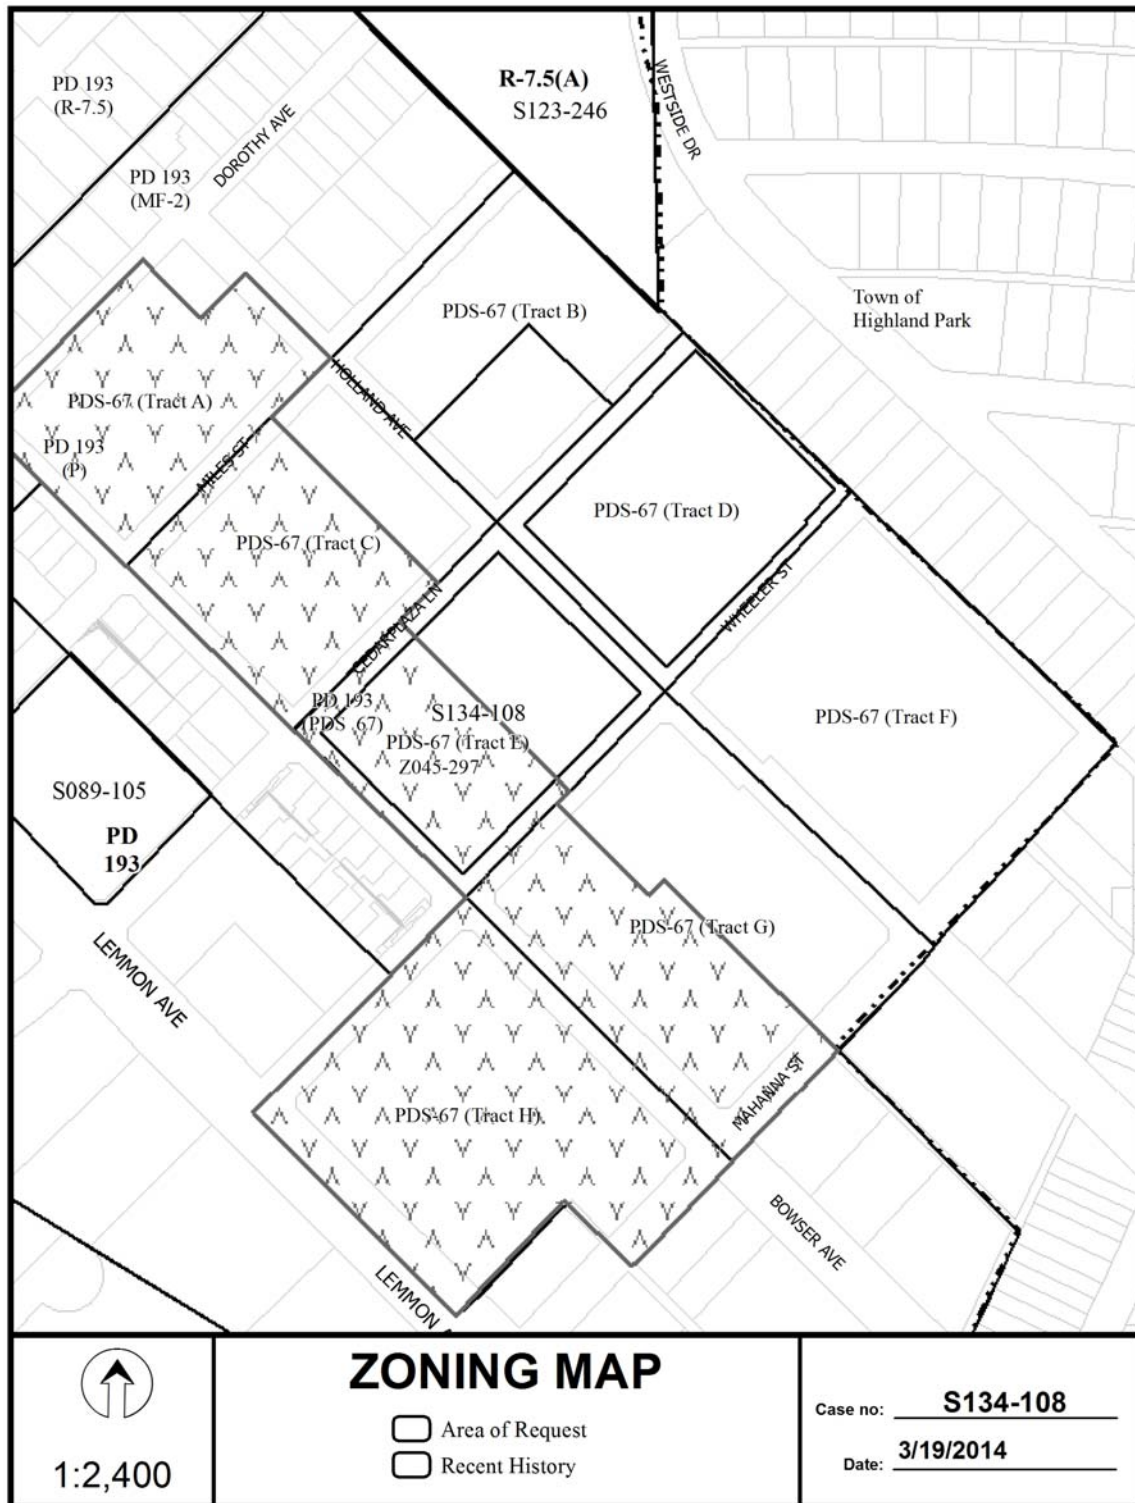 PD 193
(R-7.5)
R-7.5(A)
S123-246
WESTSIDE DR
DOROTHY AVE
PD 193
(MF-2)
Town of
Highland Park
PDS-67 (Tract B)
HOLLAND AVE
PDS-67 (Tract A)
PD 193
(P)
MILES ST
PDS-67 (Tract D)
PDS-67 (Tract C)
WHEELER ST
CEDARPLAZA LN
PD 193
(PDS 67)
S134-108
PDS-67 (Tract E)
Z045-297
PDS-67 (Tract F)
S089-105
PD
193
PDS-67 (Tract G)
LEMMON AVE
MAHANNA ST
PDS-67 (Tract H)
BOWSER AVE
LEMMON
1:2,400
ZONING MAP
Area of Request
Recent History
Case no: S134-108
Date: 3/19/2014